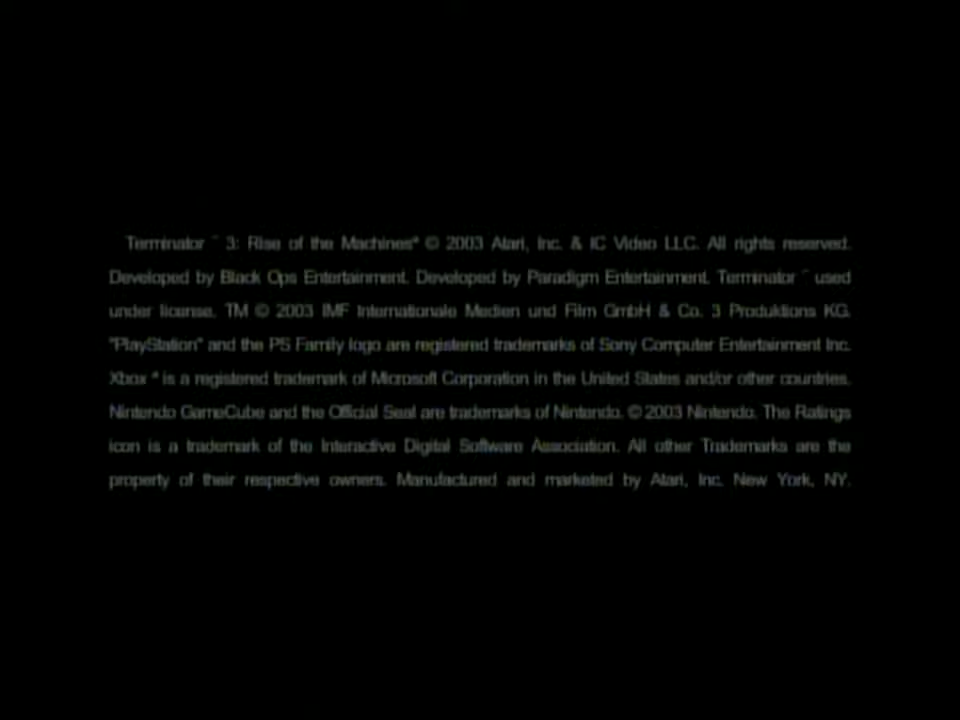 Terminator ™ 3: Rise of the Machines® © 2003 Atari, Inc. & IC Video LLC. All rights reserved.
Developed by Black Ops Entertainment. Developed by Paradigm Entertainment. Terminator ™ used
under license. TM © 2003 IMF Internationale Medien und Film GmbH & Co. 3 Produktions KG.
"PlayStation" and the PS Family logo are registered trademarks of Sony Computer Entertainment Inc.
Xbox ® is a registered trademark of Microsoft Corporation in the United States and/or other countries.
Nintendo GameCube and the Official Seal are trademarks of Nintendo. © 2003 Nintendo. The Ratings
icon is a trademark of the Interactive Digital Software Association. All other Trademarks are the
property of their respective owners. Manufactured and marketed by Atari, Inc. New York, NY.